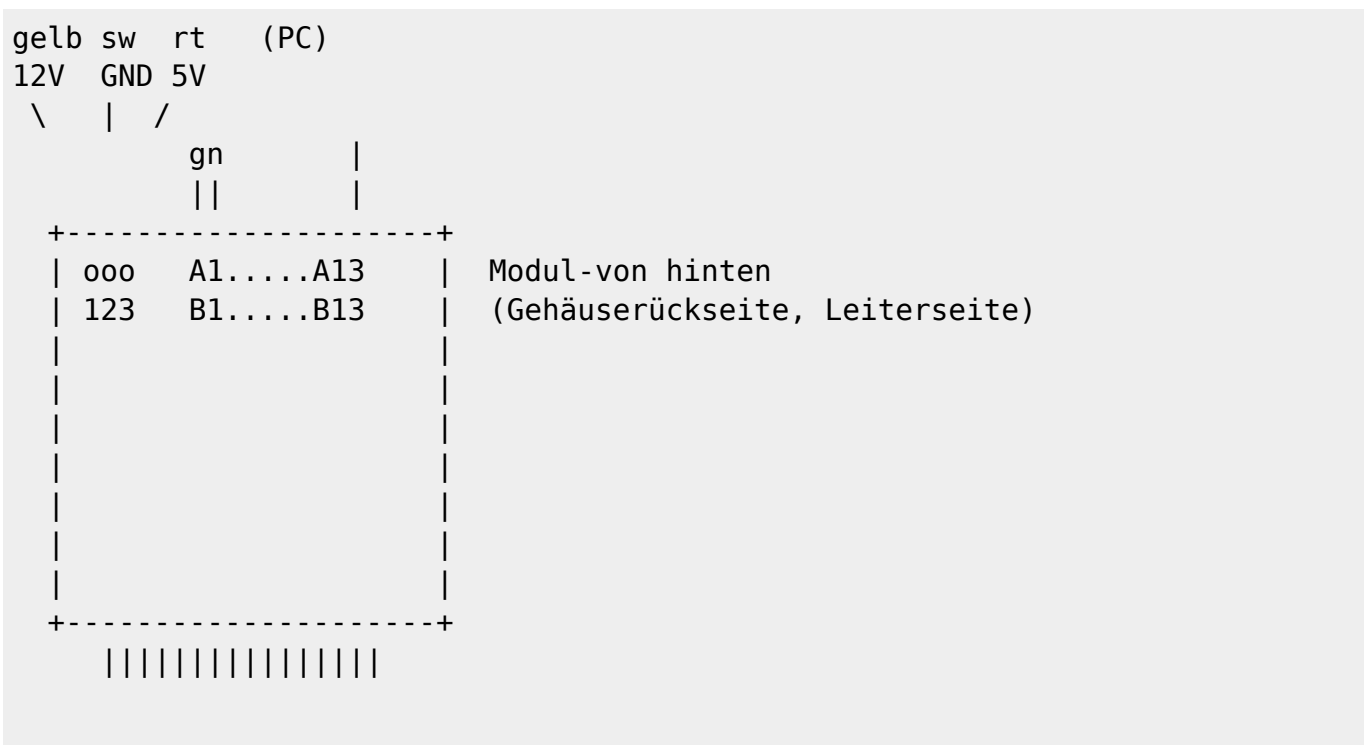 gelb sw  rt   (PC)
12V  GND 5V
 \   |  /
          gn       |
          ||       |
  +---------------------+
  | ooo   A1.....A13    |  Modul-von hinten
  | 123   B1.....B13    |  (Gehäuserückseite, Leiterseite)
  |                     |
  |                     |
  |                     |
  |                     |
  |                     |
  |                     |
  |                     |
  +---------------------+
     ||||||||||||||||